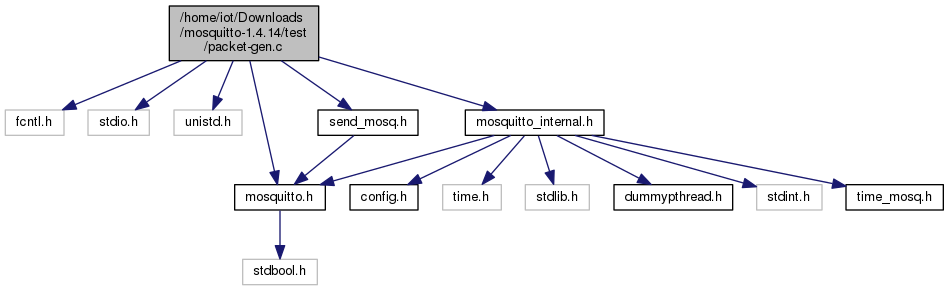 /home/iot/Downloads
/mosquitto-1.4.14/test
/packet-gen.c
fcntl.h
stdio.h
unistd.h
send_mosq.h
mosquitto_internal.h
mosquitto.h
config.h
time.h
stdlib.h
dummypthread.h
stdint.h
time_mosq.h
stdbool.h